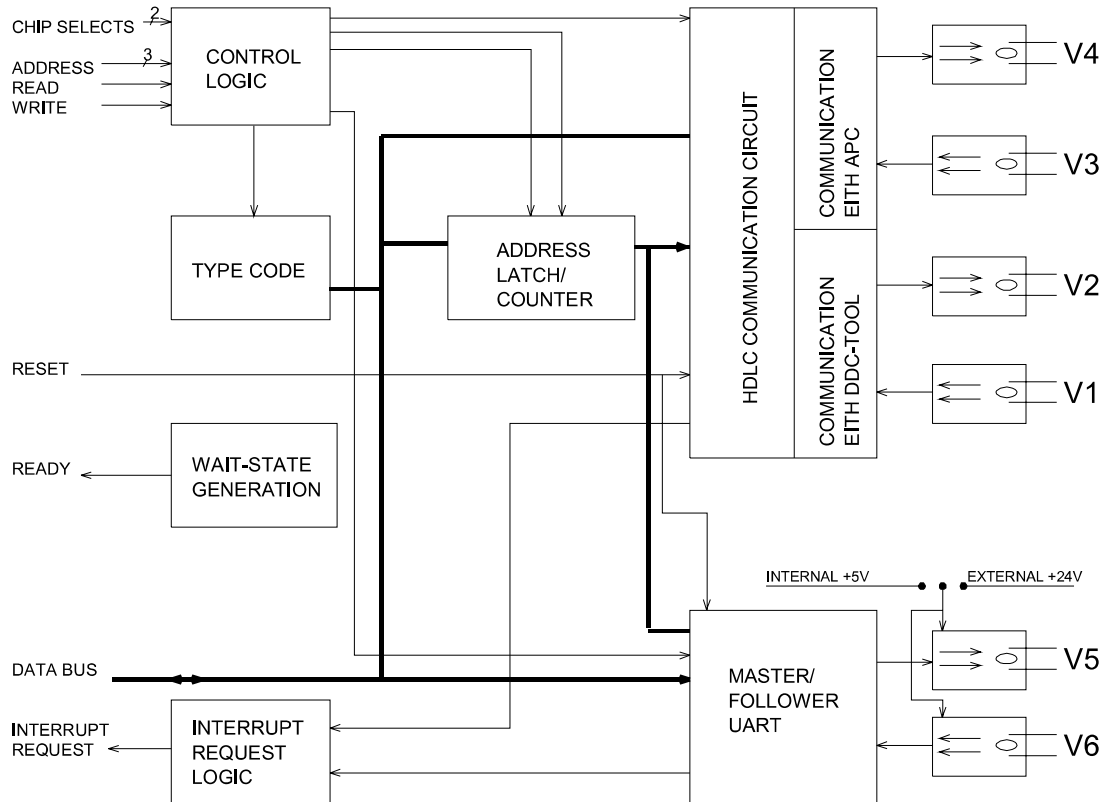 CHIP SELECTS
2
ADDRESS
3
READ
WRITE
CONTROL
LOGIC
TYPE CODE
ADDRESS
LATCH/
COUNTER
HDLC COMMUNICATION CIRCUIT
COMMUNICATION
EITH APC
COMMUNICATION
EITH DDC-TOOL
V4
V3
V2
V1
RESET
READY
WAIT-STATE
GENERATION
INTERNAL +5V
EXTERNAL +24V
DATA BUS
MASTER/
FOLLOWER
UART
V5
V6
INTERRUPT
REQUEST
INTERRUPT
REQUEST
LOGIC